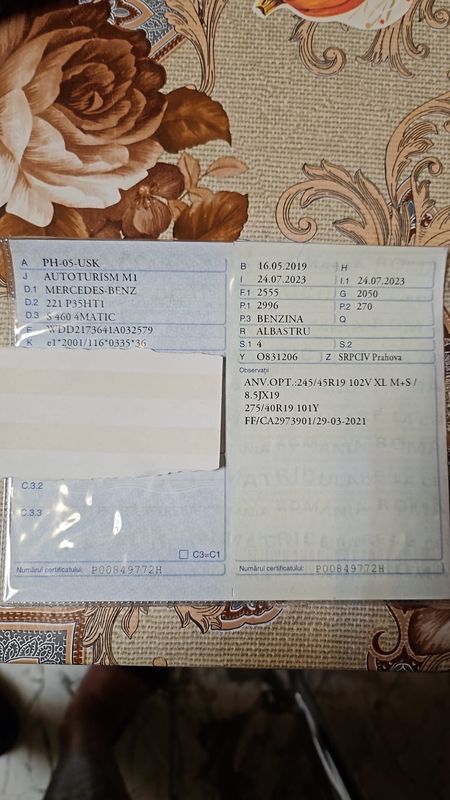 A PH-05-USK
J AUTOTURISM M1
D.1 MERCEDES-BENZ
D.2 221 P35HT1
D.3 S 460 4MATIC
E WDD2173641A032579
K e1*2001/116*0335*36
C.3.2
C.3.3
C3=C1
Numărul certificatului: P00849772H
B 16.05.2019 H
I 24.07.2023 I.1 24.07.2023
F.1 2555 G 2050
P.1 2996 P.2 270
P.3 BENZINA Q
R ALBASTRU
S.1 4 S.2
Y O831206 Z SRPCIV Prahova
Observații
ANV.OPT.:245/45R19 102V XL M+S /
8.5JX19
275/40R19 101Y
FF/CA2973901/29-03-2021
Numărul certificatului: P00849772H